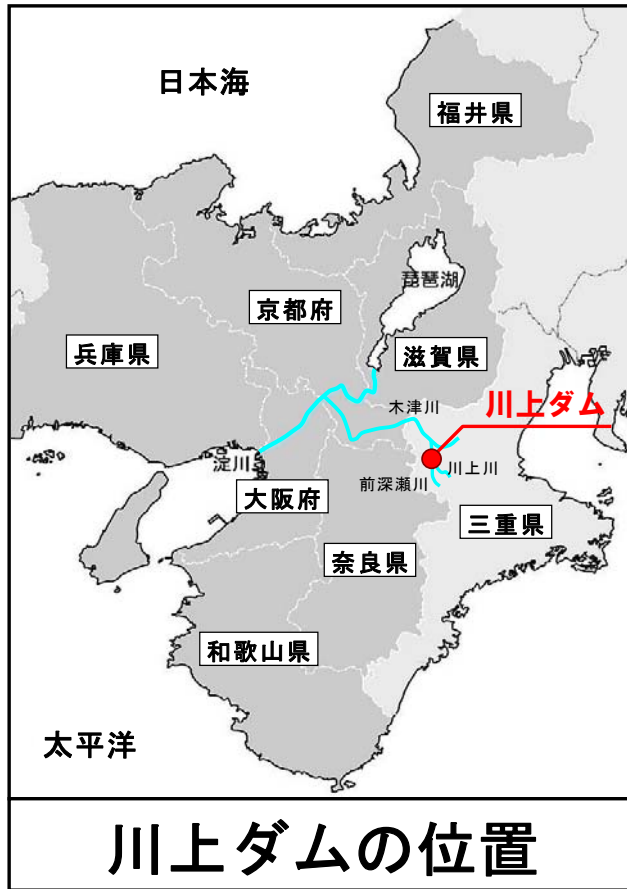 日本海
福井県
琵琶湖
京都府
兵庫県
滋賀県
木津川
川上ダム
淀川
川上川
前深瀬川
大阪府
三重県
奈良県
和歌山県
太平洋
川上ダムの位置